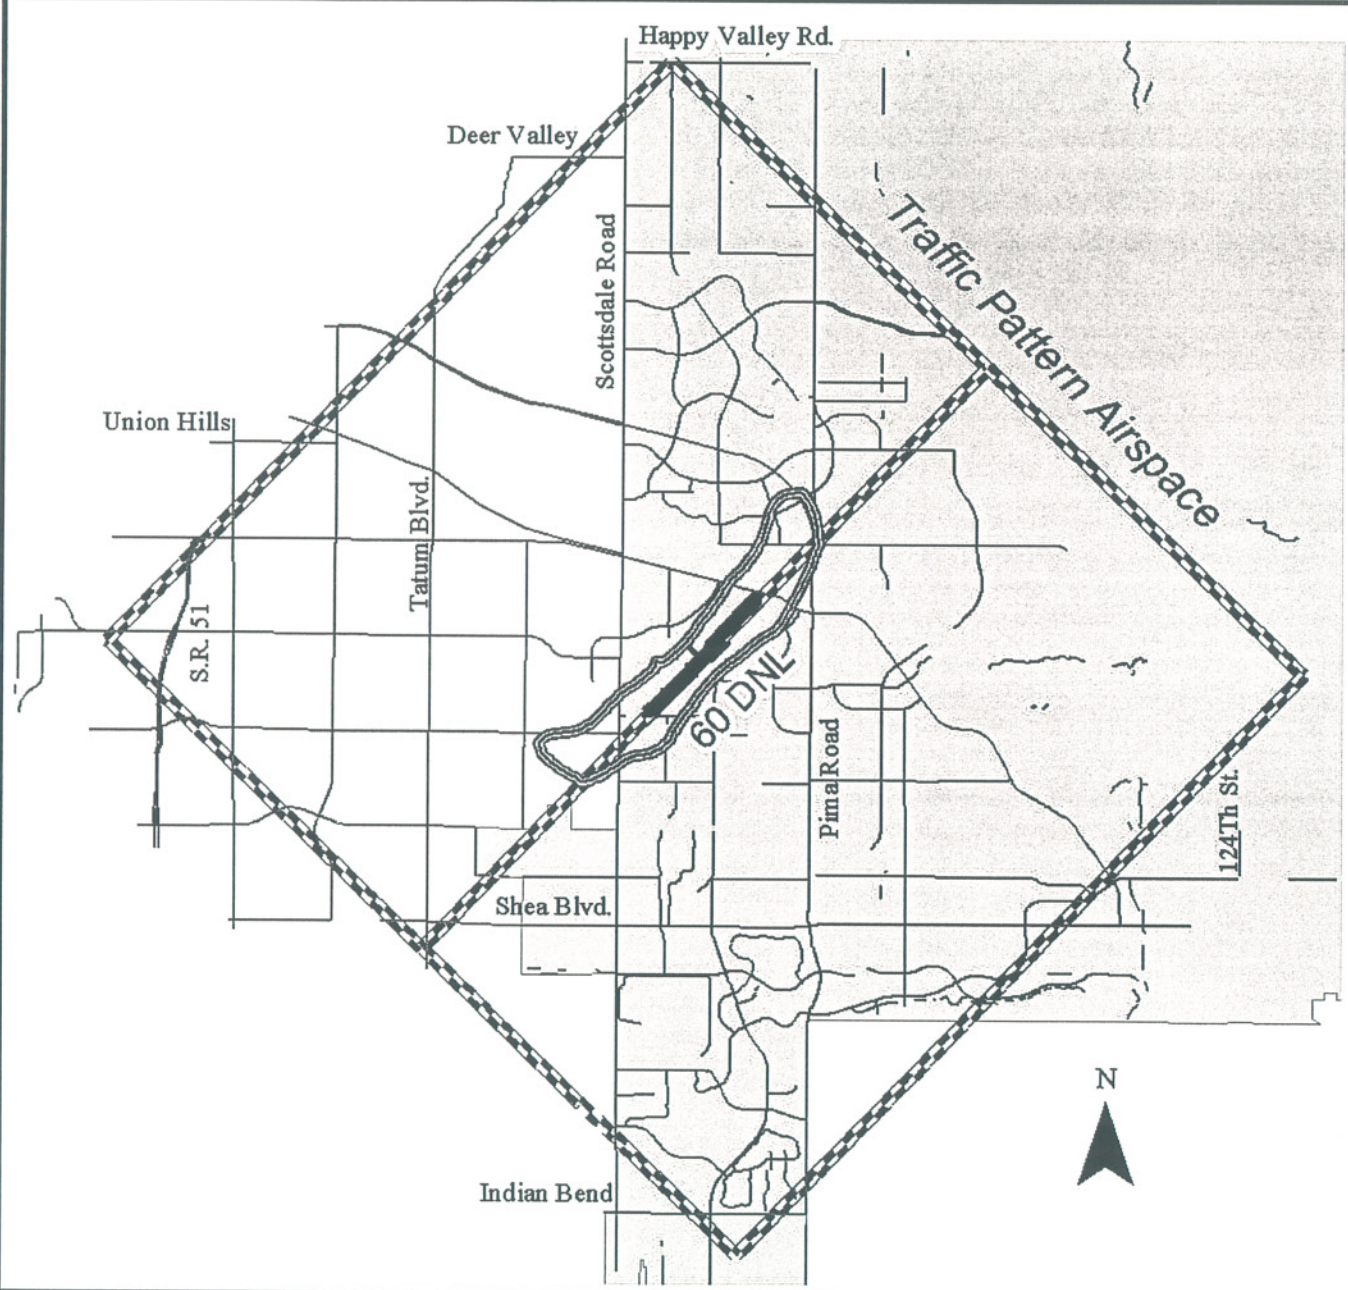 Happy Valley Rd.
Deer Valley
Scottsdale Road
Traffic Pattern Airspace
Union Hills
Tatum Blvd.
S.R. 51
60 DNL
Pima Road
124Th St.
Shea Blvd.
N
Indian Bend